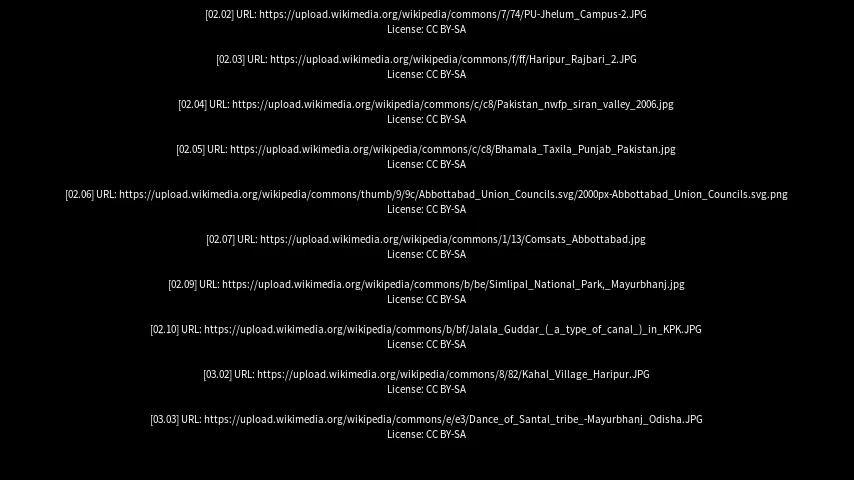 [02.02] URL: https://upload.wikimedia.org/wikipedia/commons/7/74/PU-Jhelum_Campus-2.JPG
License: CC BY-SA
[02.03] URL: https://upload.wikimedia.org/wikipedia/commons/f/ff/Haripur_Rajbari_2.JPG
License: CC BY-SA
[02.04] URL: https://upload.wikimedia.org/wikipedia/commons/c/c8/Pakistan_nwfp_siran_valley_2006.jpg
License: CC BY-SA
[02.05] URL: https://upload.wikimedia.org/wikipedia/commons/c/c8/Bhamala_Taxila_Punjab_Pakistan.jpg
License: CC BY-SA
[02.06] URL: https://upload.wikimedia.org/wikipedia/commons/thumb/9/9c/Abbottabad_Union_Councils.svg/2000px-Abbottabad_Union_Councils.svg.png
License: CC BY-SA
[02.07] URL: https://upload.wikimedia.org/wikipedia/commons/1/13/Comsats_Abbottabad.jpg
License: CC BY-SA
[02.09] URL: https://upload.wikimedia.org/wikipedia/commons/b/be/Simlipal_National_Park,_Mayurbhanj.jpg
License: CC BY-SA
[02.10] URL: https://upload.wikimedia.org/wikipedia/commons/b/bf/Jalala_Guddar_(_a_type_of_canal_)_in_KPK.JPG
License: CC BY-SA
[03.02] URL: https://upload.wikimedia.org/wikipedia/commons/8/82/Kahal_Village_Haripur.JPG
License: CC BY-SA
[03.03] URL: https://upload.wikimedia.org/wikipedia/commons/e/e3/Dance_of_Santal_tribe_-Mayurbhanj_Odisha.JPG
License: CC BY-SA